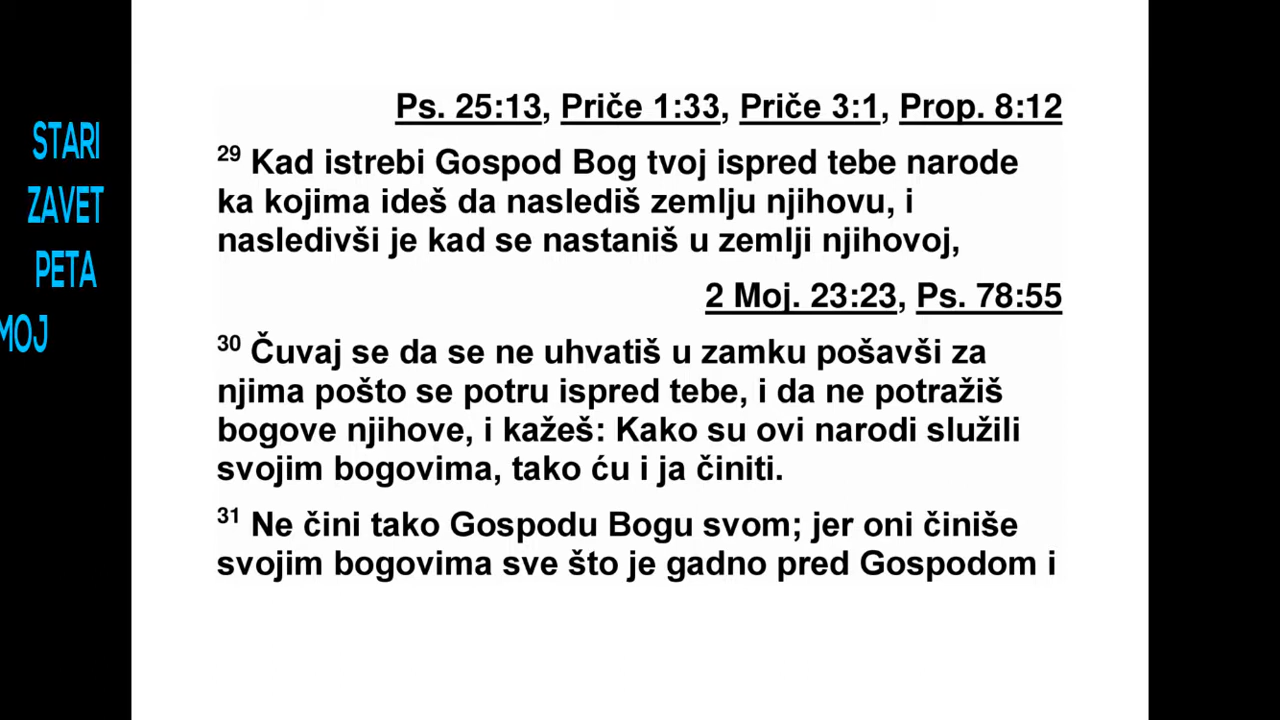 STARI
ZAVET
PETA
MOJ
Ps. 25:13, Priče 1:33, Priče 3:1, Prop. 8:12
29 Kad istrebi Gospod Bog tvoj ispred tebe narode
ka kojima ideš da naslediš zemlju njihovu, i
nasledivši je kad se nastaniš u zemlji njihovoj,
2 Moj. 23:23, Ps. 78:55
30 Čuvaj se da se ne uhvatiš u zamku pošavši za
njima pošto se potru ispred tebe, i da ne potražiš
bogove njihove, i kažeš: Kako su ovi narodi služili
svojim bogovima, tako ću i ja činiti.
31 Ne čini tako Gospodu Bogu svom; jer oni činiše
svojim bogovima sve što je gadno pred Gospodom i